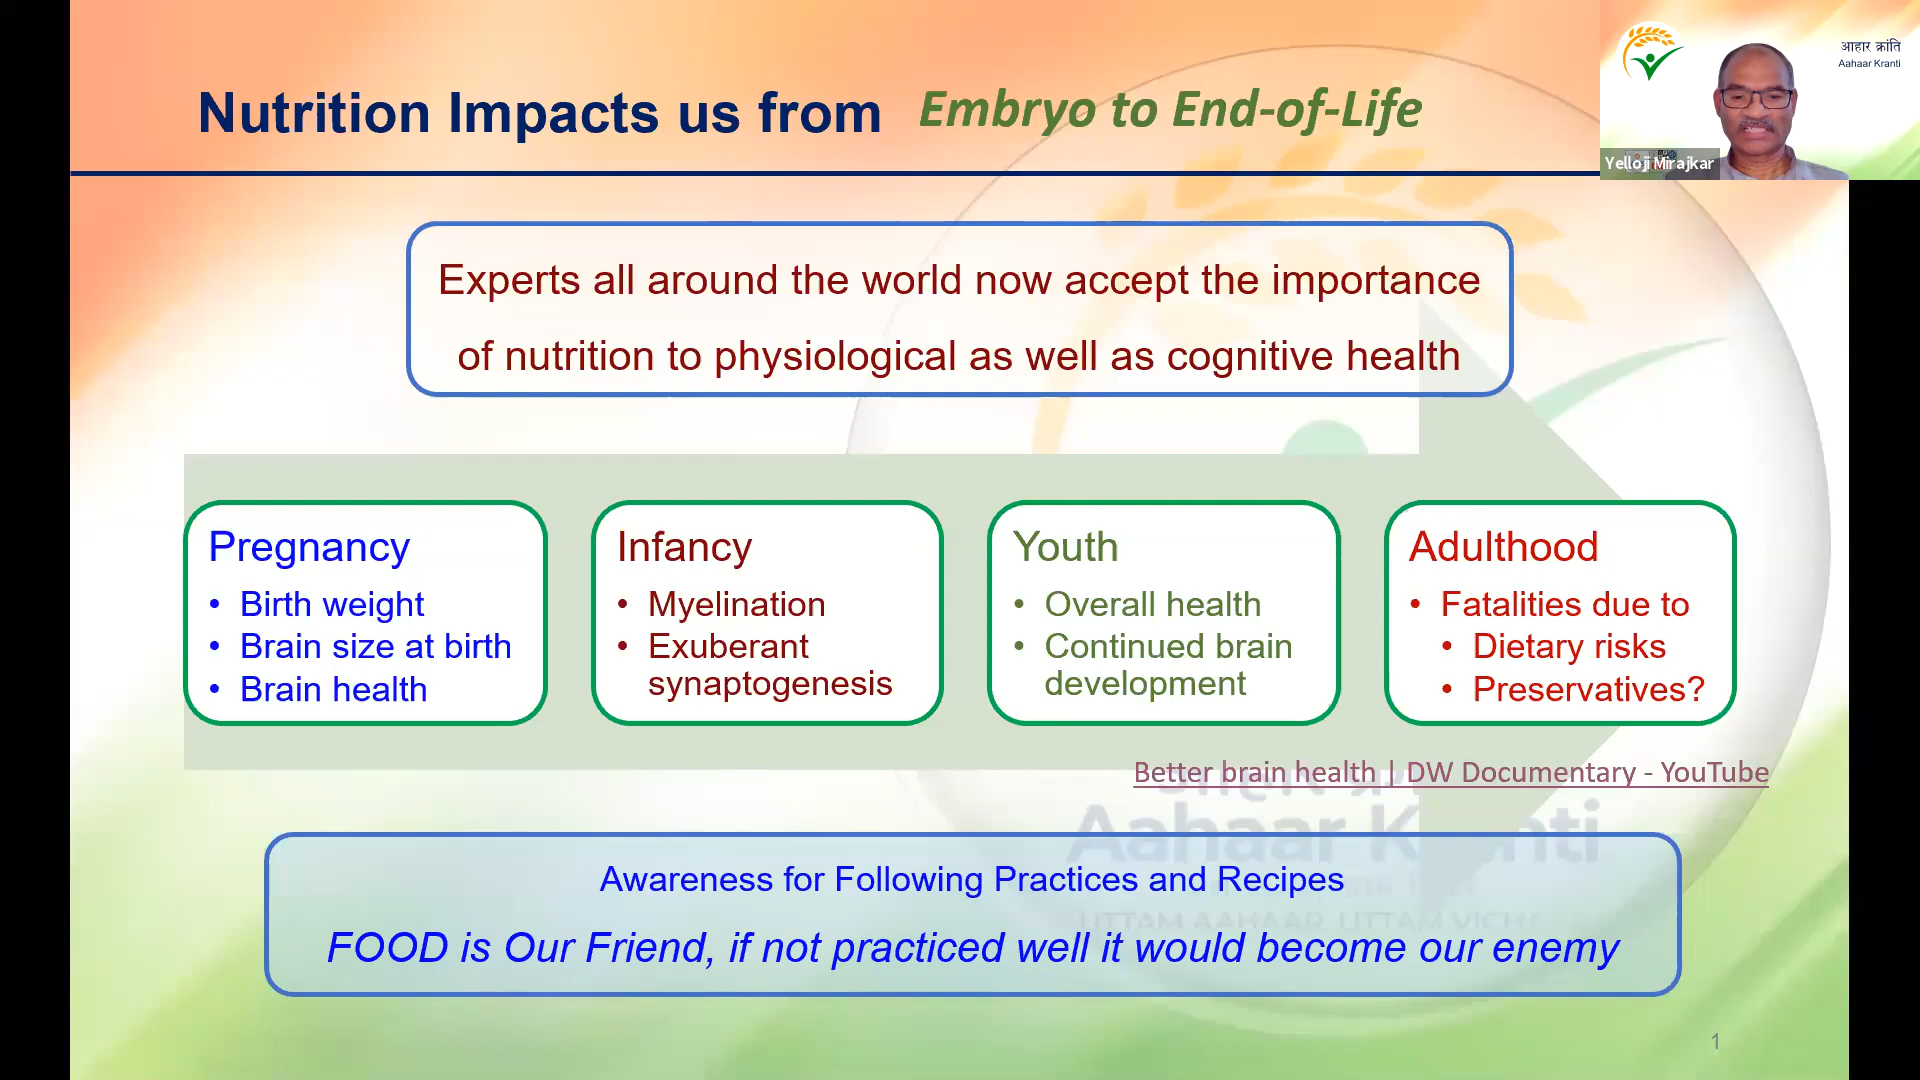 Nutrition Impacts us from Embryo to End-of-Life
आहार क्रांति
Aahaar Kranti
Yelloji Mirajkar
Experts all around the world now accept the importance
of nutrition to physiological as well as cognitive health
Pregnancy
• Birth weight
• Brain size at birth
• Brain health
Infancy
• Myelination
• Exuberant
synaptogenesis
Youth
• Overall health
• Continued brain
development
Adulthood
• Fatalities due to
• Dietary risks
• Preservatives?
Better brain health | DW Documentary - YouTube
Awareness for Following Practices and Recipes
FOOD is Our Friend, if not practiced well it would become our enemy
1